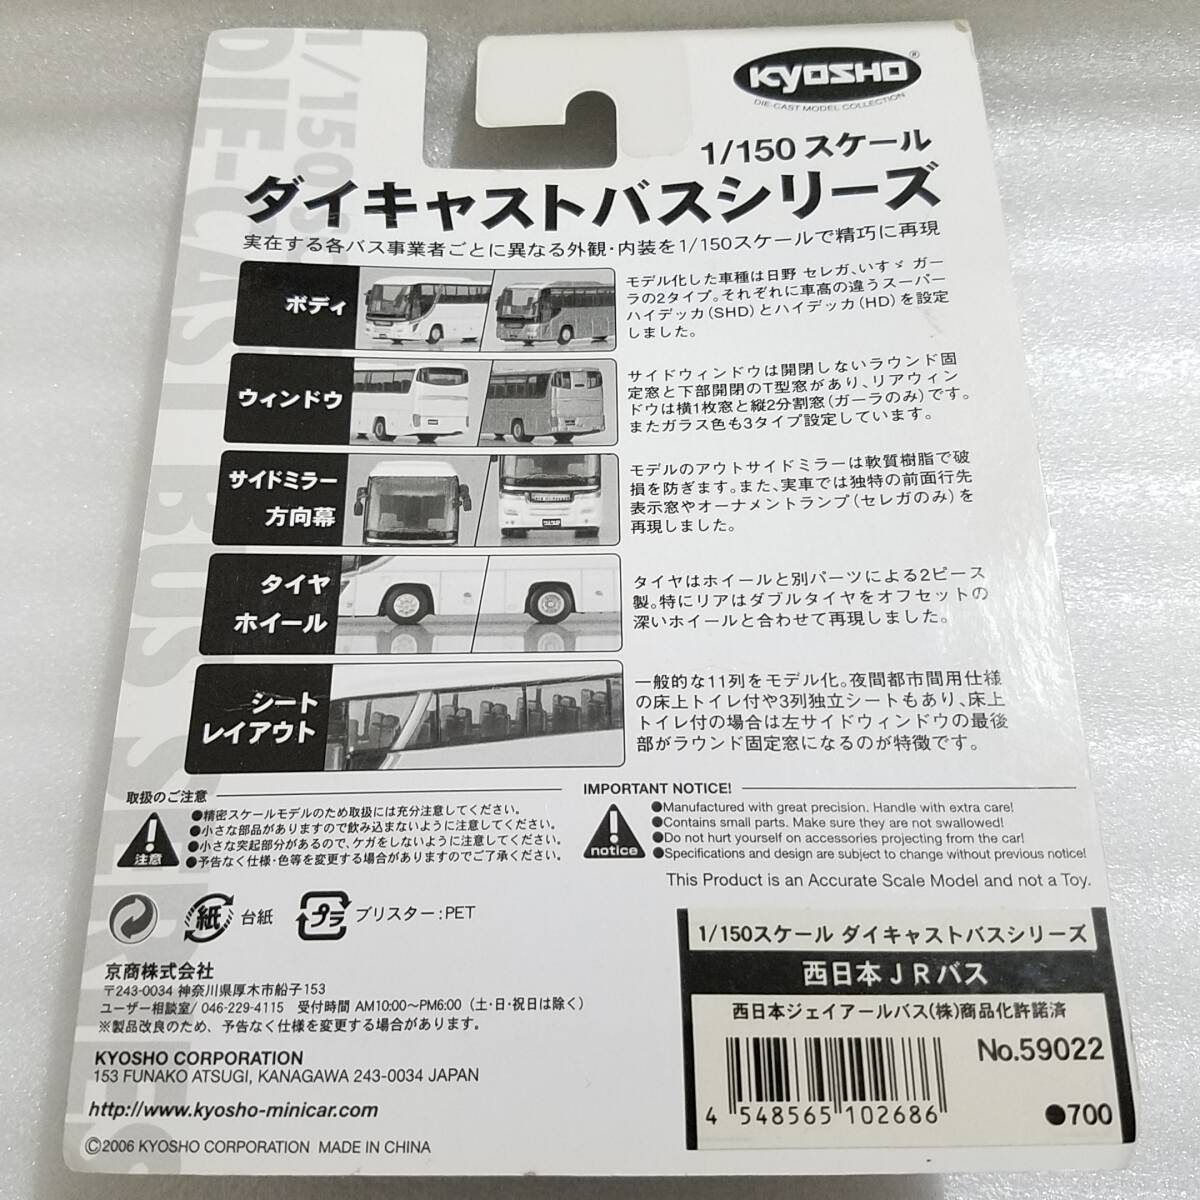 KYOSHO®
DIE-CAST MODEL COLLECTION
1/150 スケール
ダイキャストバスシリーズ
実在する各バス事業者ごとに異なる外観・内装を1/150スケールで精巧に再現
ボディ
モデル化した車種は日野 セレガ、いすゞ ガー
ラの2タイプ。それぞれに車高の違うスーパー
ハイデッカ(SHD)とハイデッカ(HD)を設定
しました。
ウィンドウ
サイドウィンドウは開閉しないラウンド固
定窓と下部開閉のT型窓があり、リアウィン
ドウは横1枚窓と縦2分割窓(ガーラのみ)です。
またガラス色も3タイプ設定しています。
サイドミラー
方向幕
モデルのアウトサイドミラーは軟質樹脂で破
損を防ぎます。また、実車では独特の前面行先
表示窓やオーナメントランプ(セレガのみ)を
再現しました。
タイヤ
ホイール
タイヤはホイールと別パーツによる2ピース
製。特にリアはダブルタイヤをオフセットの
深いホイールと合わせて再現しました。
シート
レイアウト
一般的な11列をモデル化。夜間都市間用仕様
の床上トイレ付や3列独立シートもあり、床上
トイレ付の場合は左サイドウィンドウの最後
部がラウンド固定窓になるのが特徴です。
取扱のご注意
注意
●精密スケールモデルのため取扱には充分注意してください。
●小さな部品がありますので飲み込まないように注意してください。
●小さな突起部分があるので、ケガをしないように注意してください。
●予告なく仕様・色等を変更する場合がありますのでご了承ください。
IMPORTANT NOTICE!
notice
●Manufactured with great precision. Handle with extra care!
●Contains small parts. Make sure they are not swallowed!
●Do not hurt yourself on accessories projecting from the car!
●Specifications and design are subject to change without previous notice!
This Product is an Accurate Scale Model and not a Toy.
紙 台紙 プラ ブリスター:PET
京商株式会社
〒243-0034 神奈川県厚木市船子153
ユーザー相談室/ 046-229-4115 受付時間 AM10:00〜PM6:00(土・日・祝日は除く)
※製品改良のため、予告なく仕様を変更する場合があります。
KYOSHO CORPORATION
153 FUNAKO ATSUGI, KANAGAWA 243-0034 JAPAN
http://www.kyosho-minicar.com
©2006 KYOSHO CORPORATION MADE IN CHINA
1/150スケール ダイキャストバスシリーズ
西日本JRバス
西日本ジェイアールバス(株)商品化許諾済
No.59022
4 548565 102686
●700